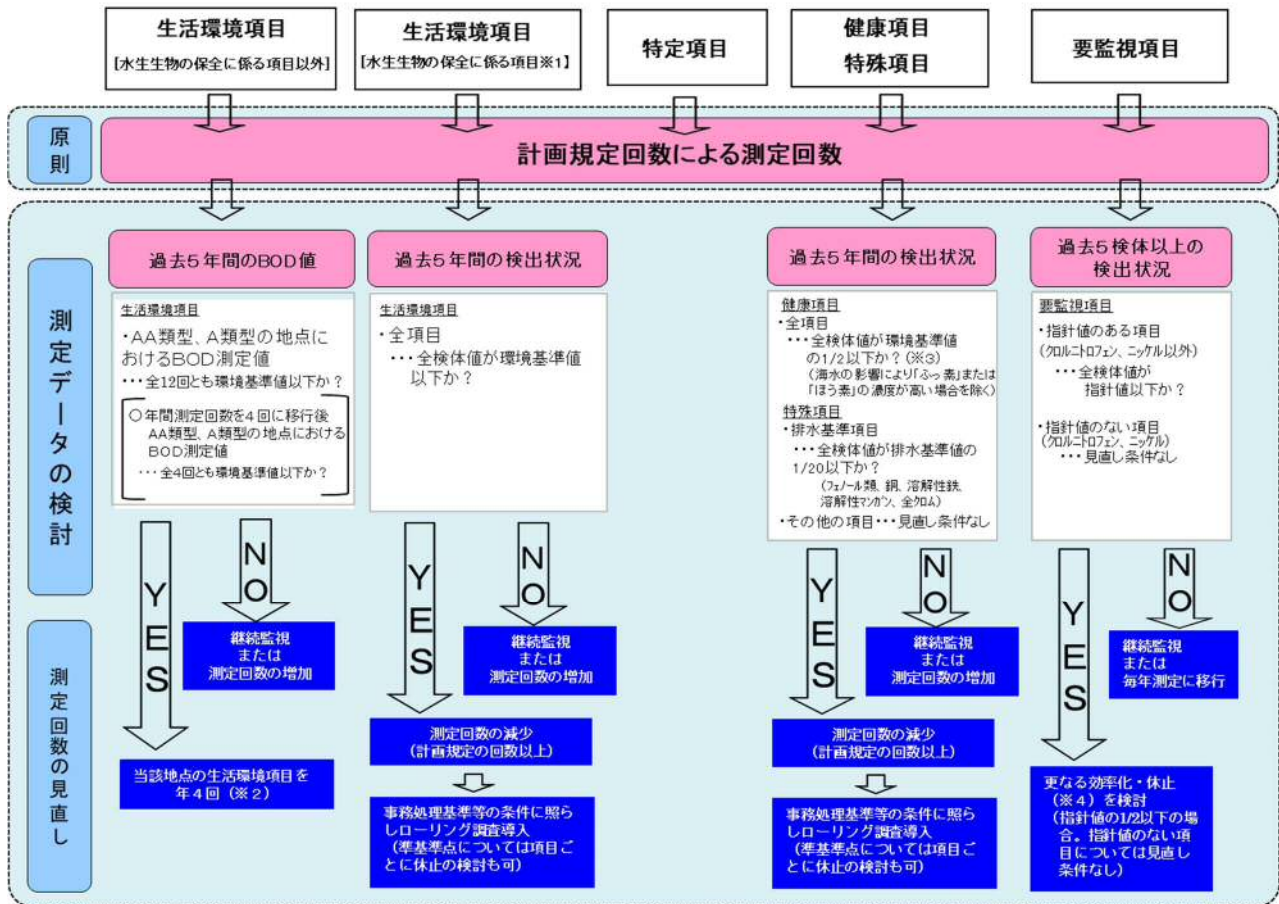 生活環境項目
[水生生物の保全に係る項目以外]
生活環境項目
[水生生物の保全に係る項目※1]
特定項目
健康項目
特殊項目
要監視項目
原則
計画規定回数による測定回数
測定データの検討
過去5年間のBOD値
生活環境項目
・AA類型、A類型の地点に
おけるBOD測定値
・・・全12回とも環境基準値以下か？
○年間測定回数を4回に移行後
AA類型、A類型の地点における
BOD測定値
・・・全4回とも環境基準値以下か？
YES
NO
過去5年間の検出状況
生活環境項目
・全項目
・・・全検体値が環境基準値
以下か？
YES
NO
過去5年間の検出状況
健康項目
・全項目
・・・全検体値が環境基準値
の1/2以下か？(※3)
(海水の影響により「ふっ素」または
「ほう素」の濃度が高い場合を除く)
特殊項目
・排水基準項目
・・・全検体値が排水基準値の
1/20以下か？
(フェノール類、銅、溶解性鉄、
溶解性マンガン、全クロム)
・その他の項目・・・見直し条件なし
YES
NO
過去5検体以上の
検出状況
要監視項目
・指針値のある項目
(クロルニトロフェン、ニッケル以外)
・・・全検体値が
指針値以下か？
・指針値のない項目
(クロルニトロフェン、ニッケル)
・・・見直し条件なし
YES
NO
測定回数の見直し
継続監視
または
測定回数の増加
当該地点の生活環境項目を
年4回（※2）
継続監視
または
測定回数の増加
測定回数の減少
（計画規定の回数以上）
事務処理基準等の条件に照
らしローリング調査導入
（準基準点については項目ご
とに休止の検討も可）
継続監視
または
測定回数の増加
測定回数の減少
（計画規定の回数以上）
事務処理基準等の条件に照
らしローリング調査導入
（準基準点については項目ご
とに休止の検討も可）
継続監視
または
毎年測定に移行
更なる効率化・休止
（※4）を検討
（指針値の1/2以下の場
合。指針値のない項
目については見直し
条件なし）